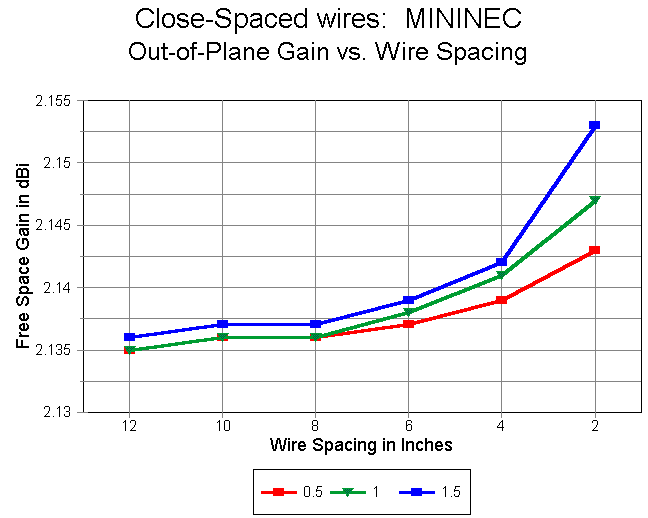 Close-Spaced wires:  MININEC
Out-of-Plane Gain vs. Wire Spacing
2.155
2.15
2.145
2.14
2.135
2.13
Free Space Gain in dBi
12 10 8 6 4 2
Wire Spacing in Inches
0.5 1 1.5